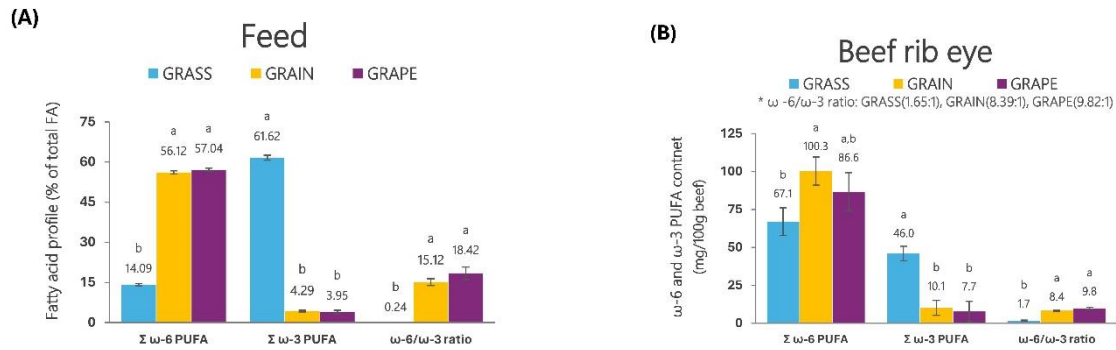 (A)
Feed
GRASS GRAIN GRAPE
Fatty acid profile (% of total FA)
75
60
45
30
15
0
b
14.09
a
56.12
a
57.04
a
61.62
b
4.29
b
3.95
b
0.24
a
15.12
a
18.42
Σ ω-6 PUFA Σ ω-3 PUFA ω-6/ω-3 ratio
(B)
Beef rib eye
GRASS GRAIN GRAPE
* ω -6/ω-3 ratio: GRASS(1.65:1), GRAIN(8.39:1), GRAPE(9.82:1)
ω-6 and ω-3 PUFA contnet
(mg/100g beef)
125
100
75
50
25
0
b
67.1
a
100.3
a,b
86.6
a
46.0
b
10.1
b
7.7
b
1.7
a
8.4
a
9.8
Σ ω-6 PUFA Σ ω-3 PUFA ω-6/ω-3 ratio